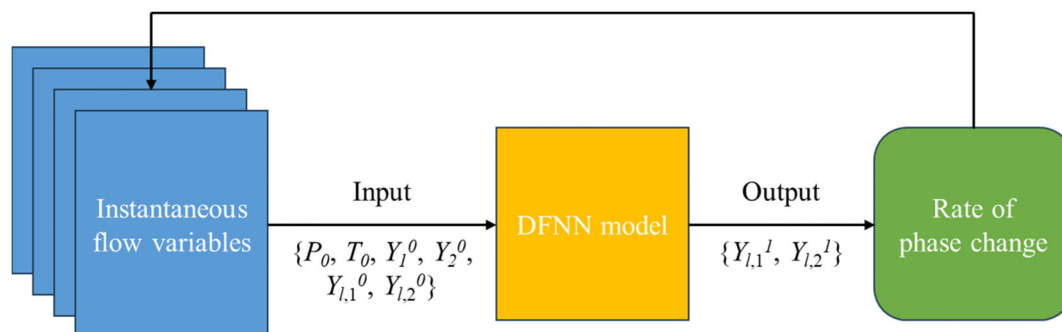 Instantaneous
flow variables
Input
{P₀, T₀, Y₁⁰, Y₂⁰,
Yₗ,₁⁰, Yₗ,₂⁰}
DFNN model
Output
{Yₗ,₁¹, Yₗ,₂¹}
Rate of
phase change